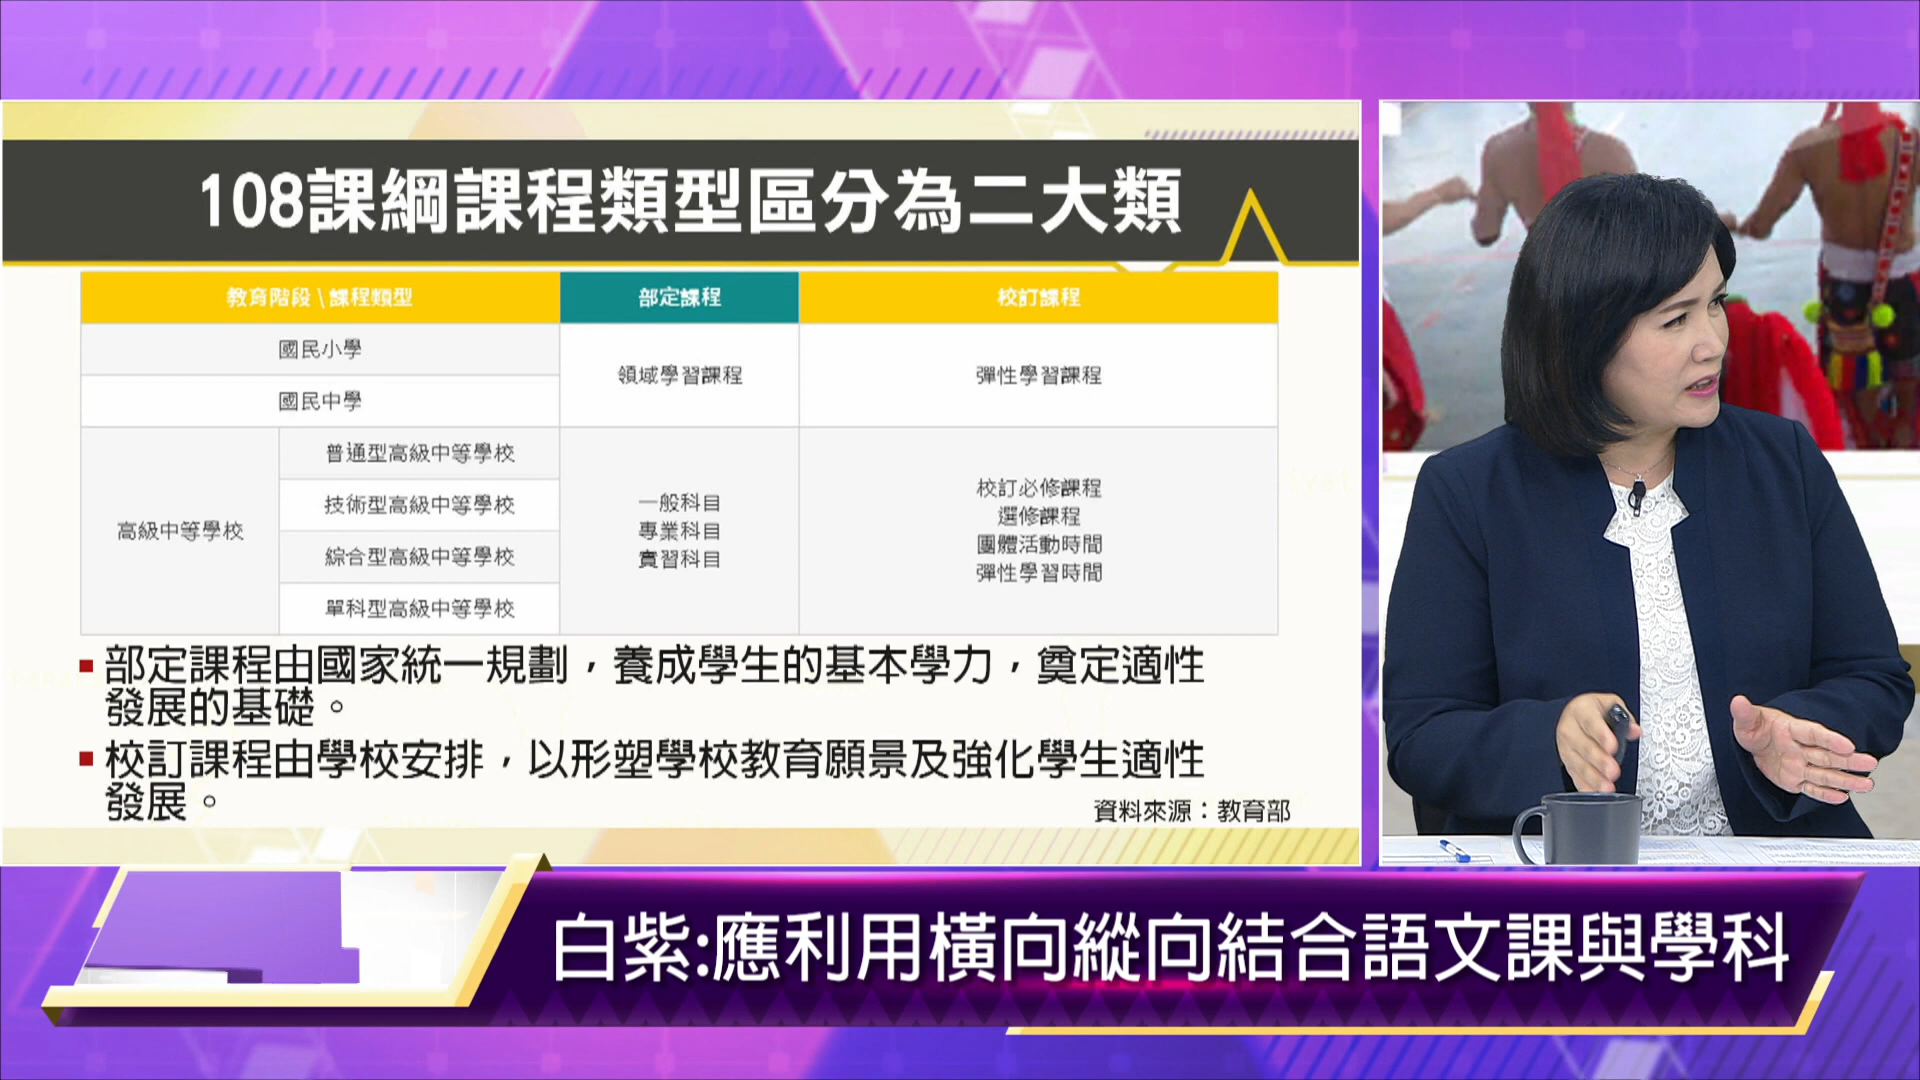 108課綱課程類型區分為二大類
教育階段\課程類型
部定課程
校訂課程
國民小學
國民中學
領域學習課程
彈性學習課程
高級中等學校
普通型高級中等學校
技術型高級中等學校
綜合型高級中等學校
單科型高級中等學校
一般科目
專業科目
實習科目
校訂必修課程
選修課程
團體活動時間
彈性學習時間
部定課程由國家統一規劃，養成學生的基本學力，奠定適性
發展的基礎。
校訂課程由學校安排，以形塑學校教育願景及強化學生適性
發展。
資料來源：教育部
白紫:應利用橫向縱向結合語文課與學科